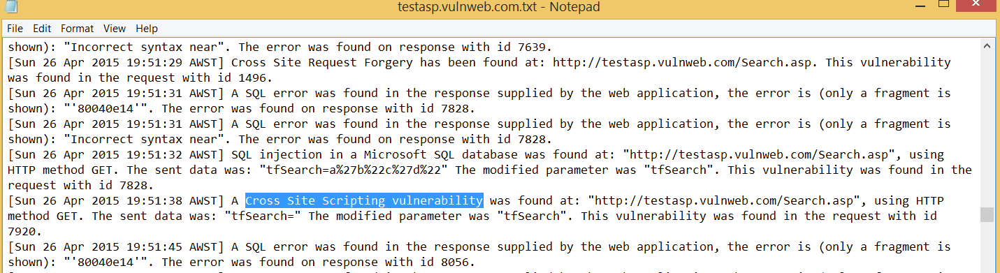 testasp.vulnweb.com.txt - Notepad
File Edit Format View Help
shown): "Incorrect syntax near". The error was found on response with id 7639.
[Sun 26 Apr 2015 19:51:29 AWST] Cross Site Request Forgery has been found at: http://testasp.vulnweb.com/Search.asp. This vulnerability
was found in the request with id 1496.
[Sun 26 Apr 2015 19:51:31 AWST] A SQL error was found in the response supplied by the web application, the error is (only a fragment is
shown): "'80040e14'". The error was found on response with id 7828.
[Sun 26 Apr 2015 19:51:31 AWST] A SQL error was found in the response supplied by the web application, the error is (only a fragment is
shown): "Incorrect syntax near". The error was found on response with id 7828.
[Sun 26 Apr 2015 19:51:32 AWST] SQL injection in a Microsoft SQL database was found at: "http://testasp.vulnweb.com/Search.asp", using
HTTP method GET. The sent data was: "tfSearch=a%27b%22c%27d%22" The modified parameter was "tfSearch". This vulnerability was found in the
request with id 7828.
[Sun 26 Apr 2015 19:51:38 AWST] A Cross Site Scripting vulnerability was found at: "http://testasp.vulnweb.com/Search.asp", using HTTP
method GET. The sent data was: "tfSearch=" The modified parameter was "tfSearch". This vulnerability was found in the request with id
7920.
[Sun 26 Apr 2015 19:51:45 AWST] A SQL error was found in the response supplied by the web application, the error is (only a fragment is
shown): "'80040e14'". The error was found on response with id 8056.